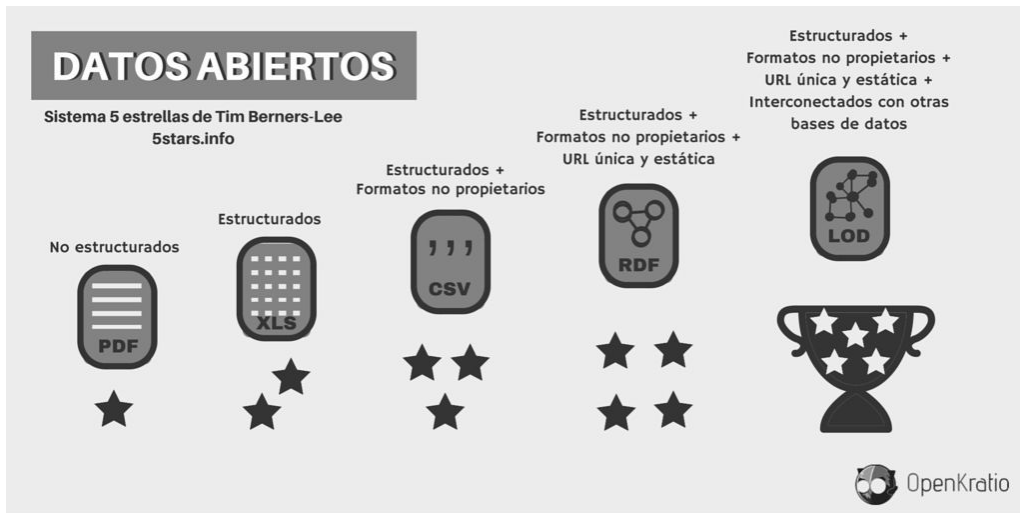 DATOS ABIERTOS
Sistema 5 estrellas de Tim Berners-Lee
5stars.info
No estructurados
PDF
Estructurados
XLS
Estructurados +
Formatos no propietarios
,,,
CSV
Estructurados +
Formatos no propietarios +
URL única y estática
RDF
Estructurados +
Formatos no propietarios +
URL única y estática +
Interconectados con otras
bases de datos
LOD
OpenKratio